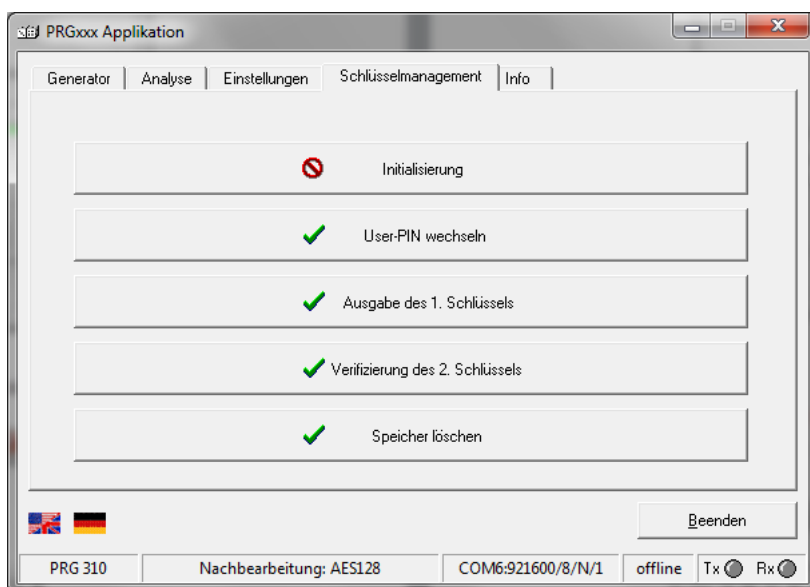 PRGxxx Applikation
Generator Analyse Einstellungen Schlüsselmanagement Info
Initialisierung
User-PIN wechseln
Ausgabe des 1. Schlüssels
Verifizierung des 2. Schlüssels
Speicher löschen
Beenden
PRG 310 Nachbearbeitung: AES128 COM6:921600/8/N/1 offline Tx Rx